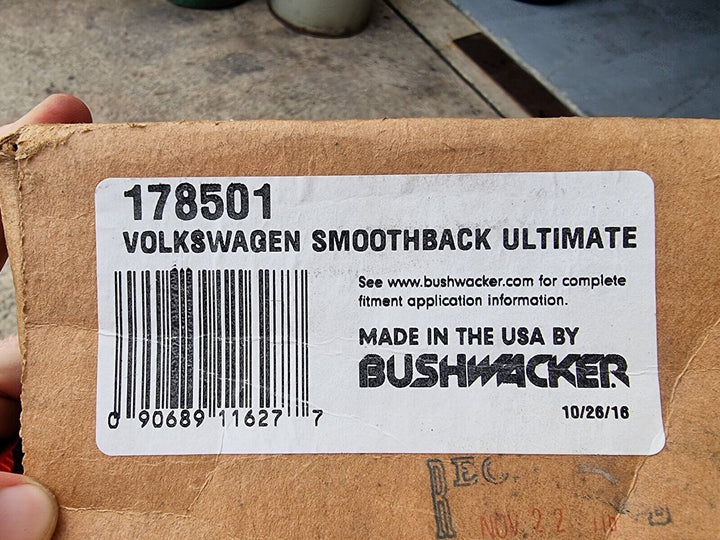 178501
VOLKSWAGEN SMOOTHBACK ULTIMATE
See www.bushwacker.com for complete
fitment application information.
MADE IN THE USA BY
BUSHWACKER
10/26/16
0 90689 11627 7
REC.
NOV 22